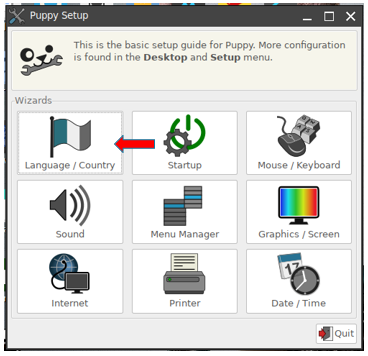 Puppy Setup
This is the basic setup guide for Puppy. More configuration
is found in the Desktop and Setup menu.
Wizards
Language / Country
Startup
Mouse / Keyboard
Sound
Menu Manager
Graphics / Screen
Internet
Printer
17
Date / Time
Quit